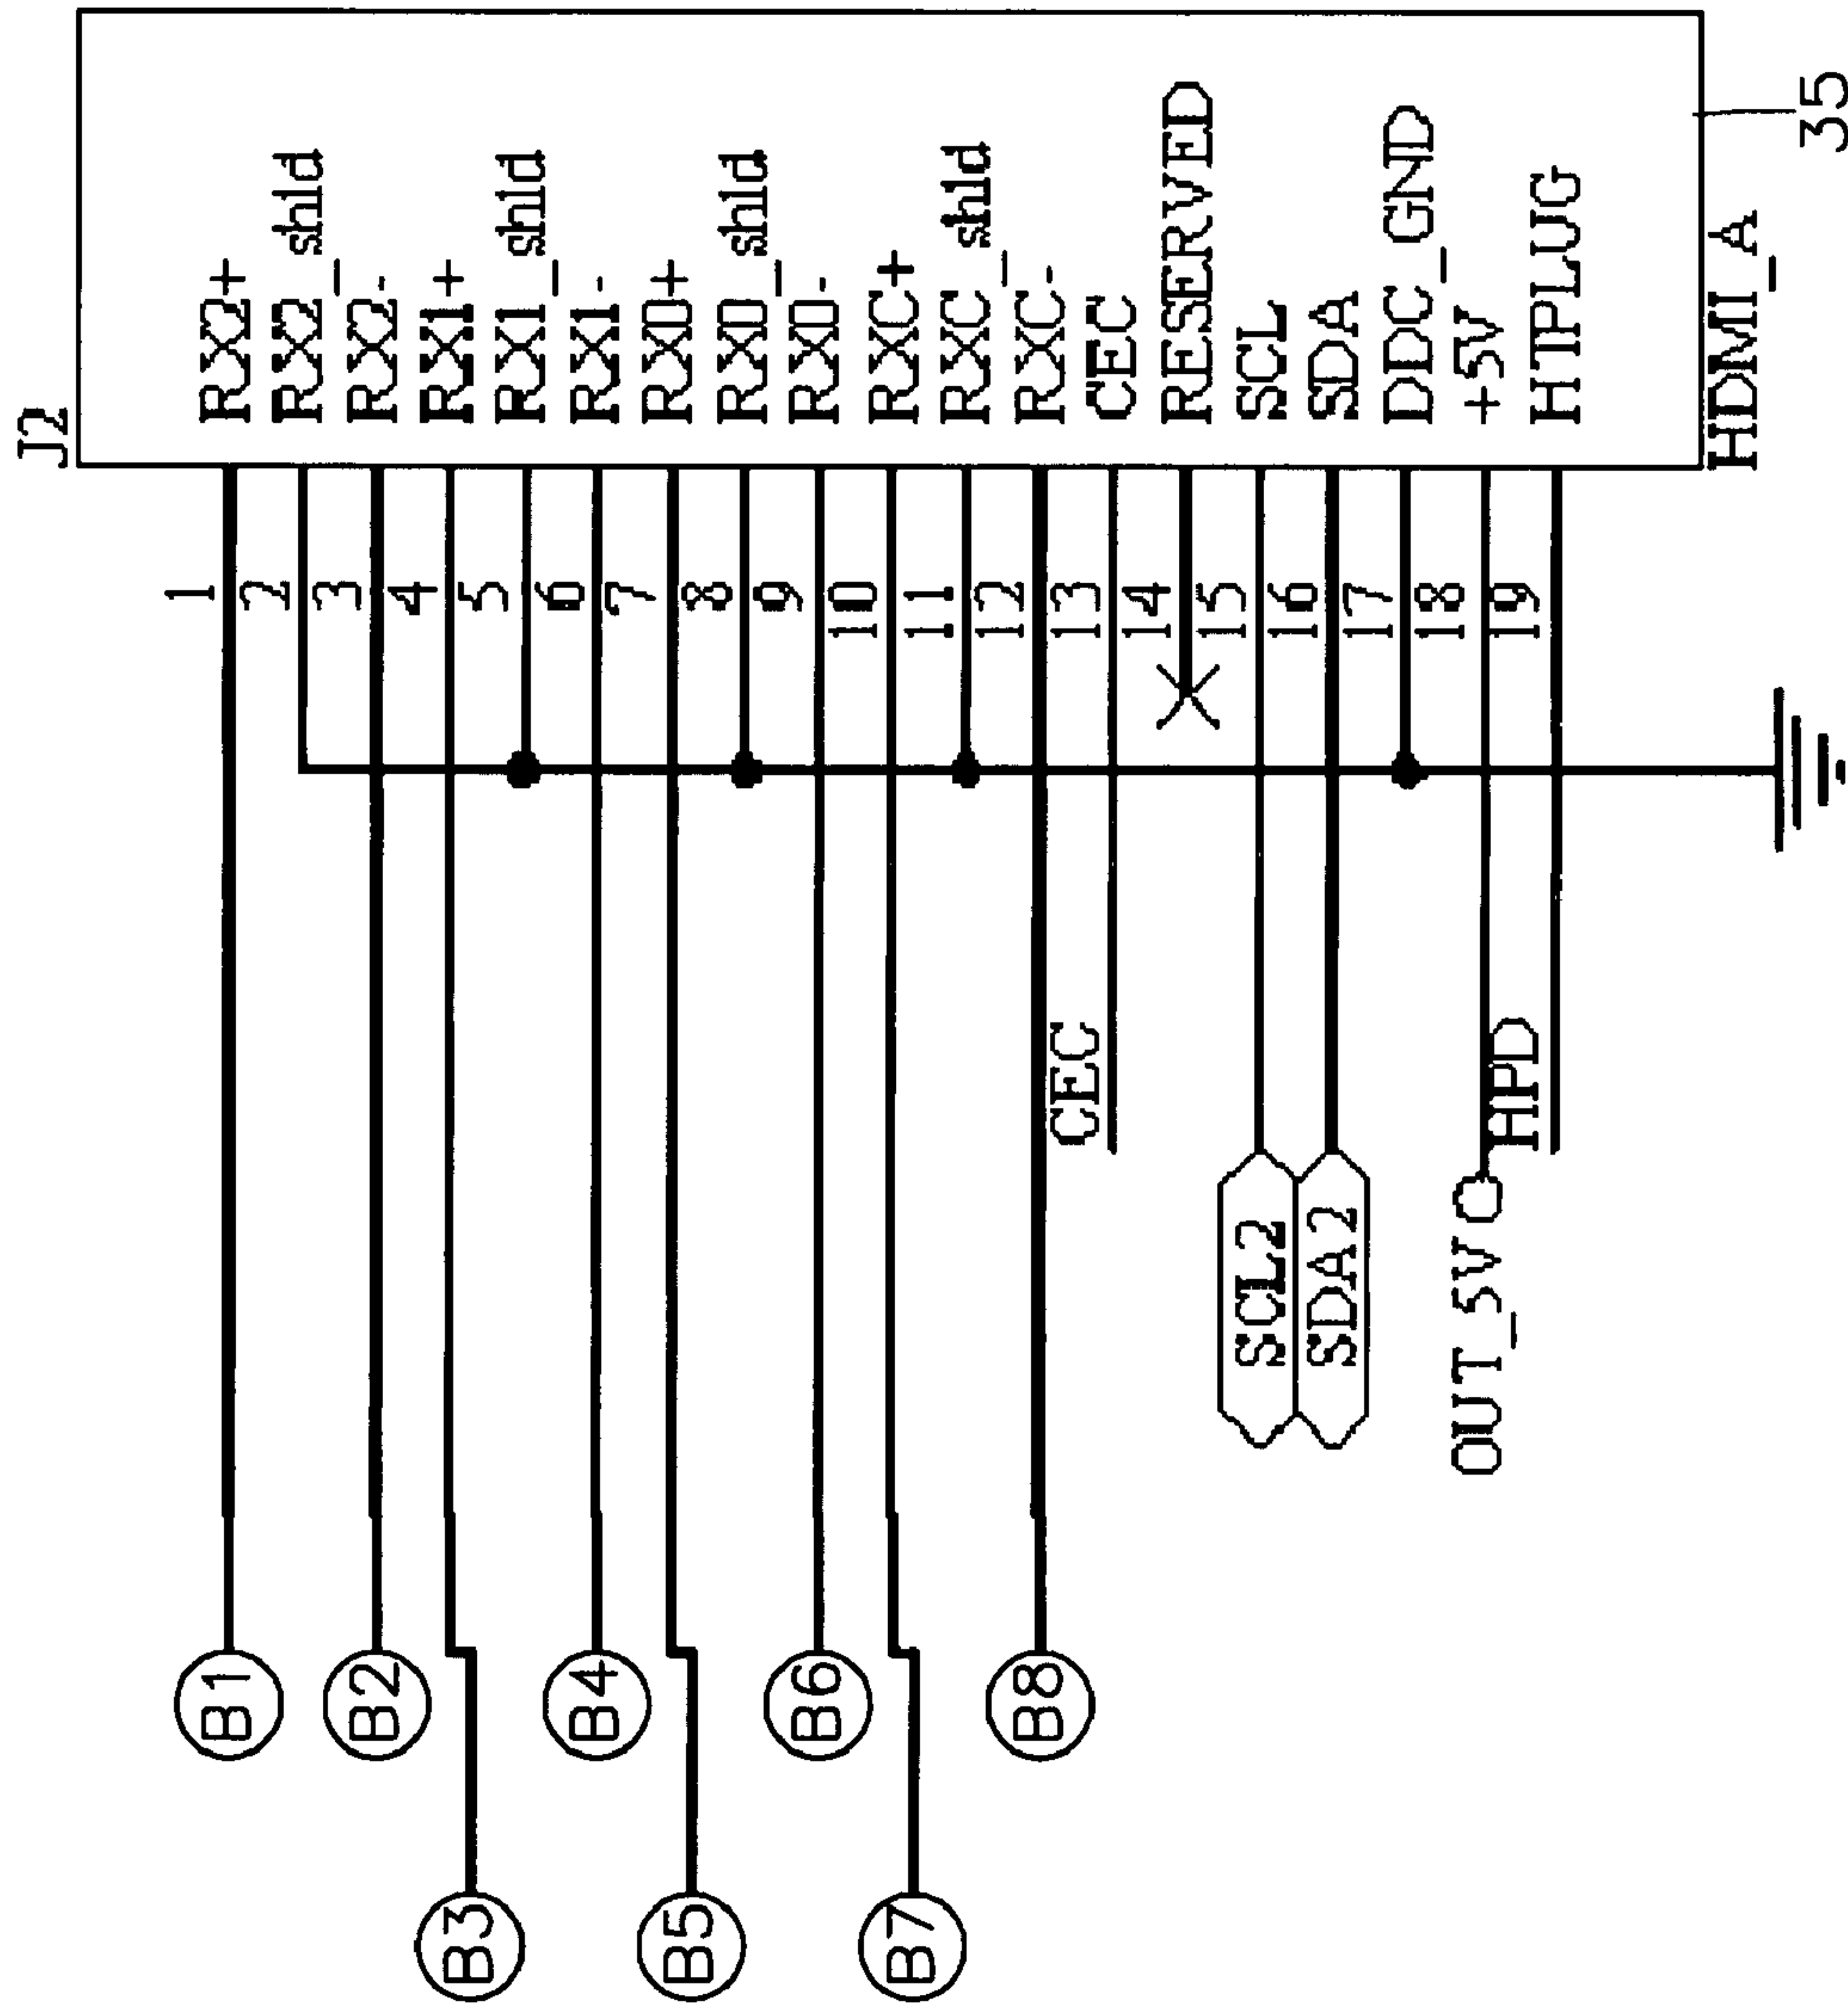 J2
RX2+
RX2_shld
RX2-
RX1+
RX1_shld
RX1-
RX0+
RX0_shld
RX0-
RXC+
RXC_shld
RXC-
CEC
RESERVED
SCL
SDA
DDC_GND
+5V
HTPLUG
HDMI_A
35
1
2
3
4
5
6
7
8
9
10
11
12
13
14
15
16
17
18
19
CEC
SCL2
SDA2
OUT_5V
HPD
B1
B2
B3
B4
B5
B6
B7
B8